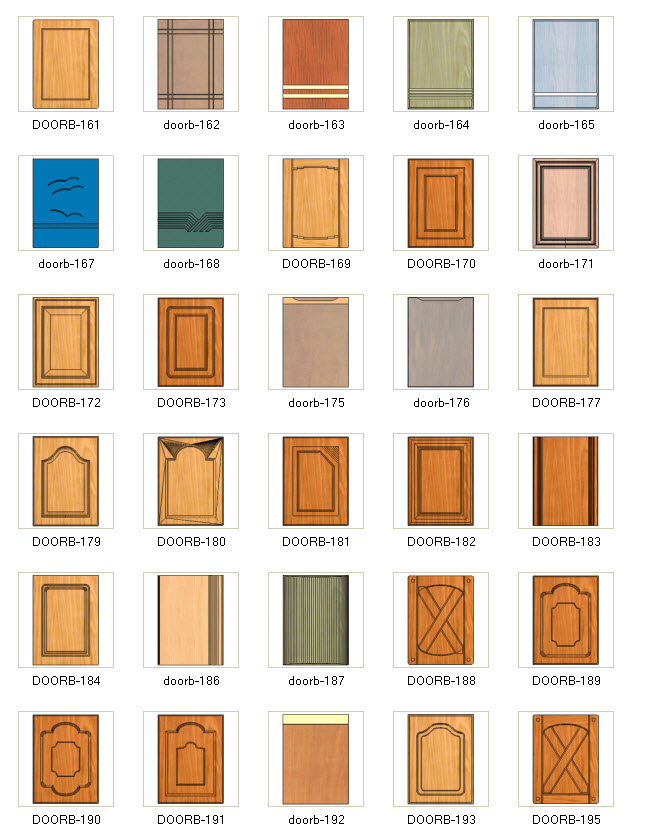 DOORB-161 doorb-162 doorb-163 doorb-164 doorb-165
doorb-167 doorb-168 DOORB-169 DOORB-170 doorb-171
DOORB-172 DOORB-173 doorb-175 doorb-176 DOORB-177
DOORB-179 DOORB-180 DOORB-181 DOORB-182 DOORB-183
DOORB-184 doorb-186 doorb-187 DOORB-188 DOORB-189
DOORB-190 DOORB-191 doorb-192 DOORB-193 DOORB-195